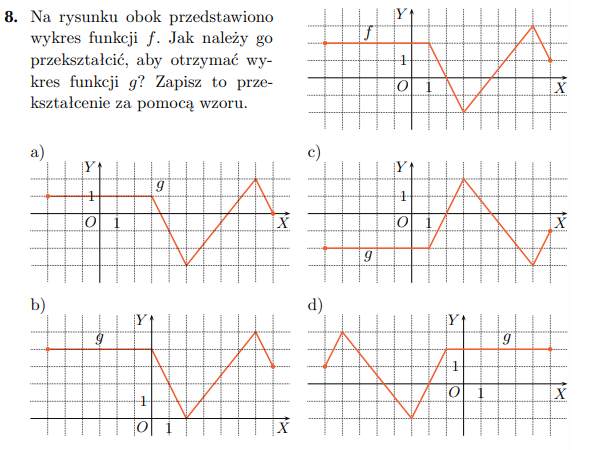 8. Na rysunku obok przedstawiono
wykres funkcji f. Jak należy go
przekształcić, aby otrzymać wy-
kres funkcji g? Zapisz to prze-
kształcenie za pomocą wzoru.
Y
f
1
O 1 X
a)
Y
g
1
O 1 X
c)
Y
1
O 1 X
g
b)
Y
g
1
O 1 X
d)
Y
g
1
O 1 X